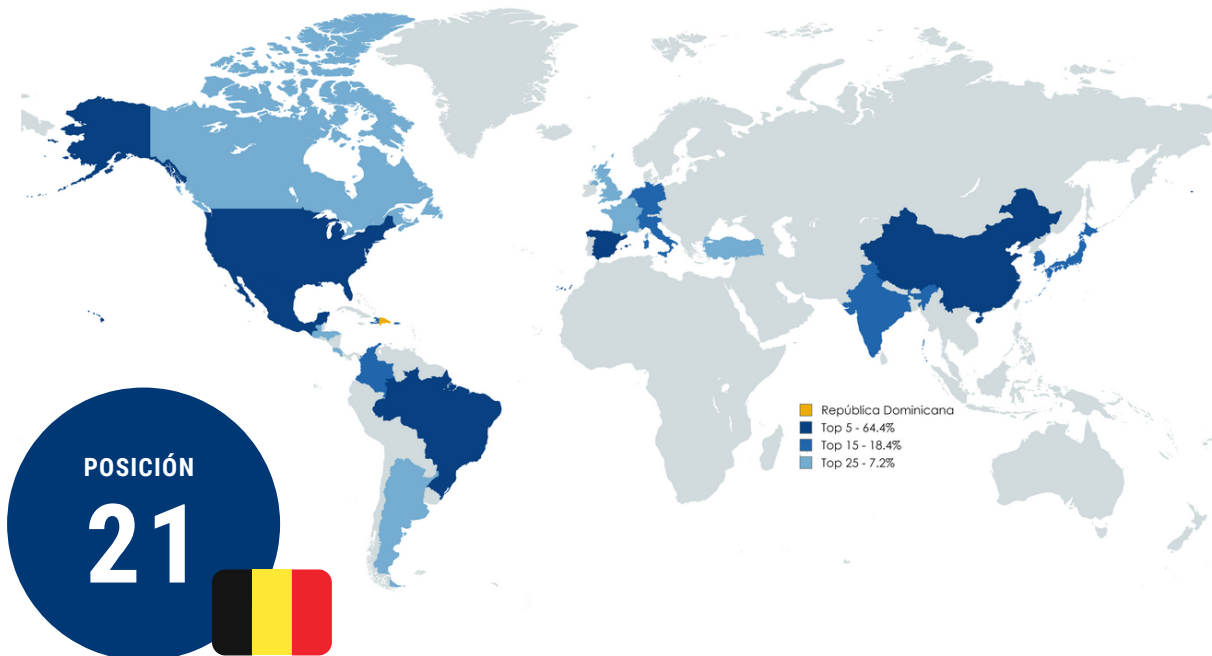 República Dominicana
Top 5 - 64.4%
Top 15 - 18.4%
Top 25 - 7.2%
POSICIÓN
21